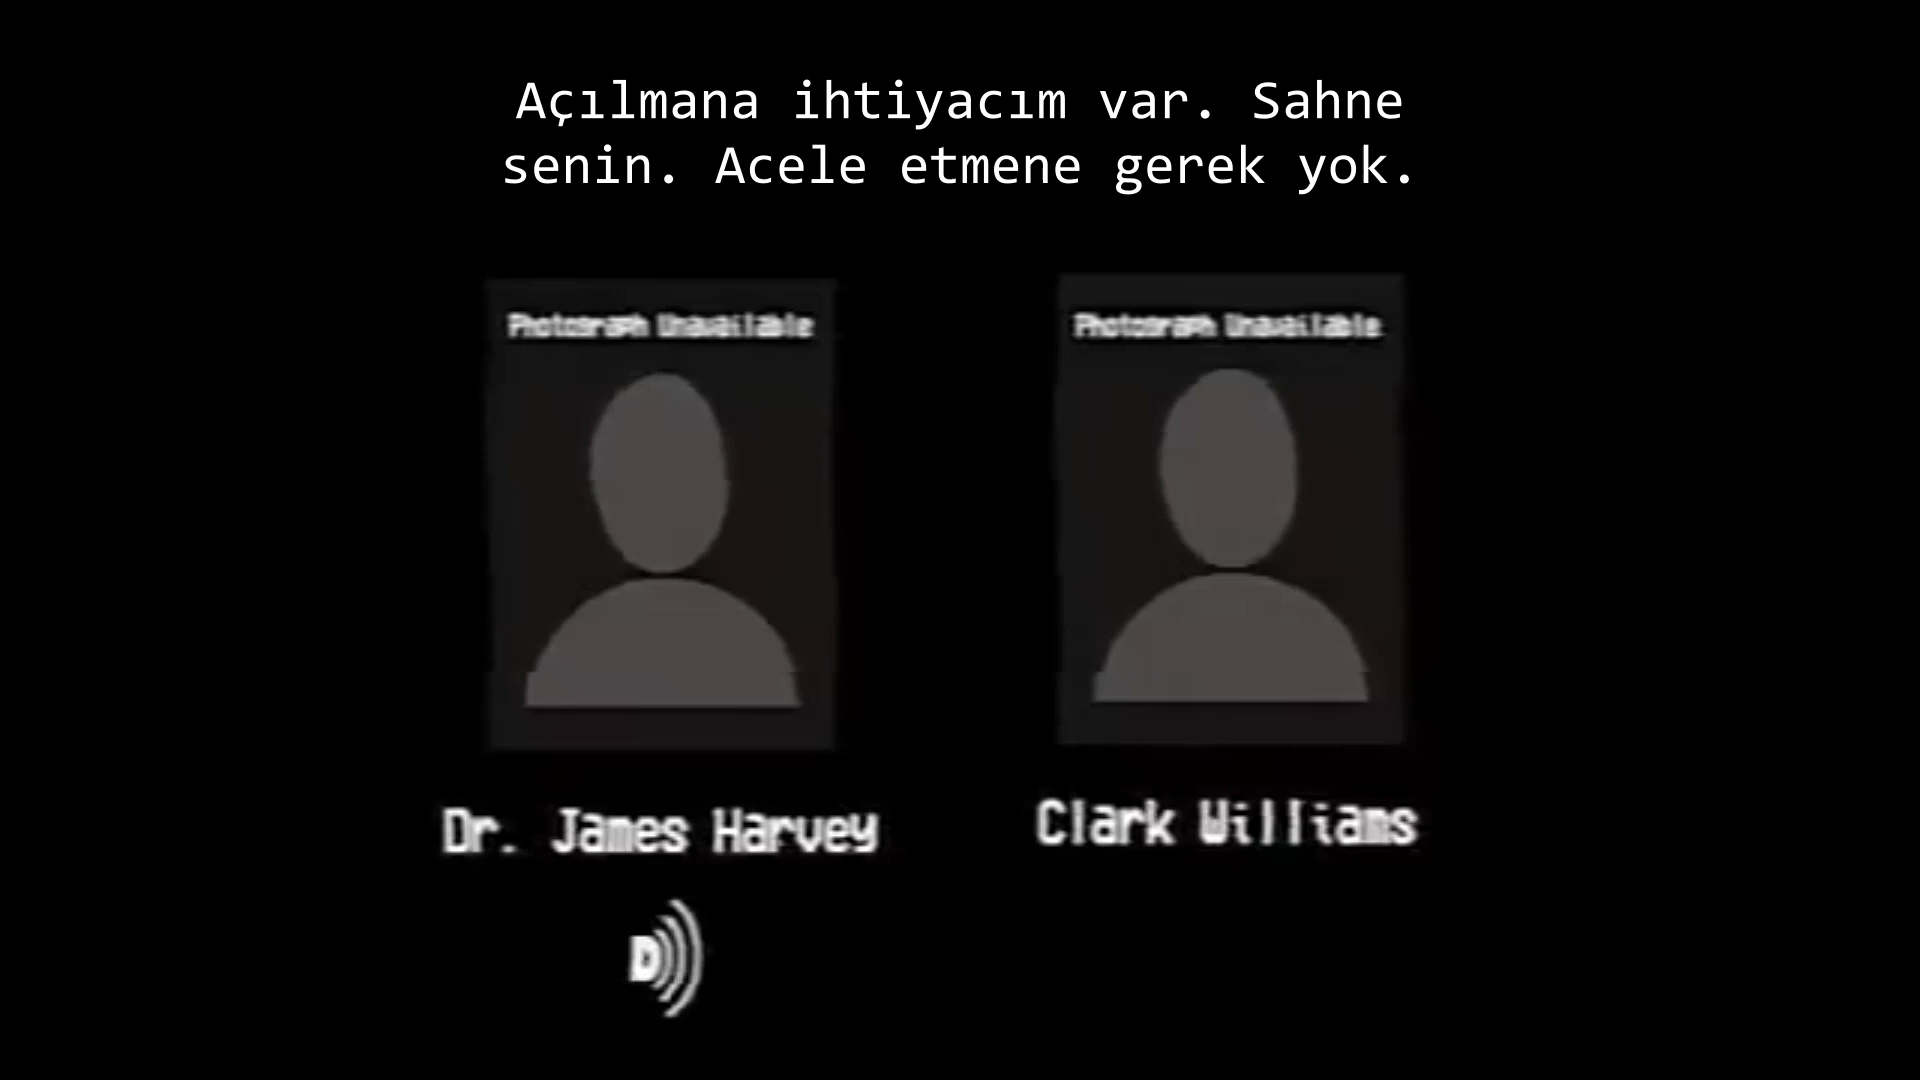 Açılmana ihtiyacım var. Sahne
senin. Acele etmene gerek yok.
Photograph Unavailable
Photograph Unavailable
Dr. James Harvey
Clark Williams